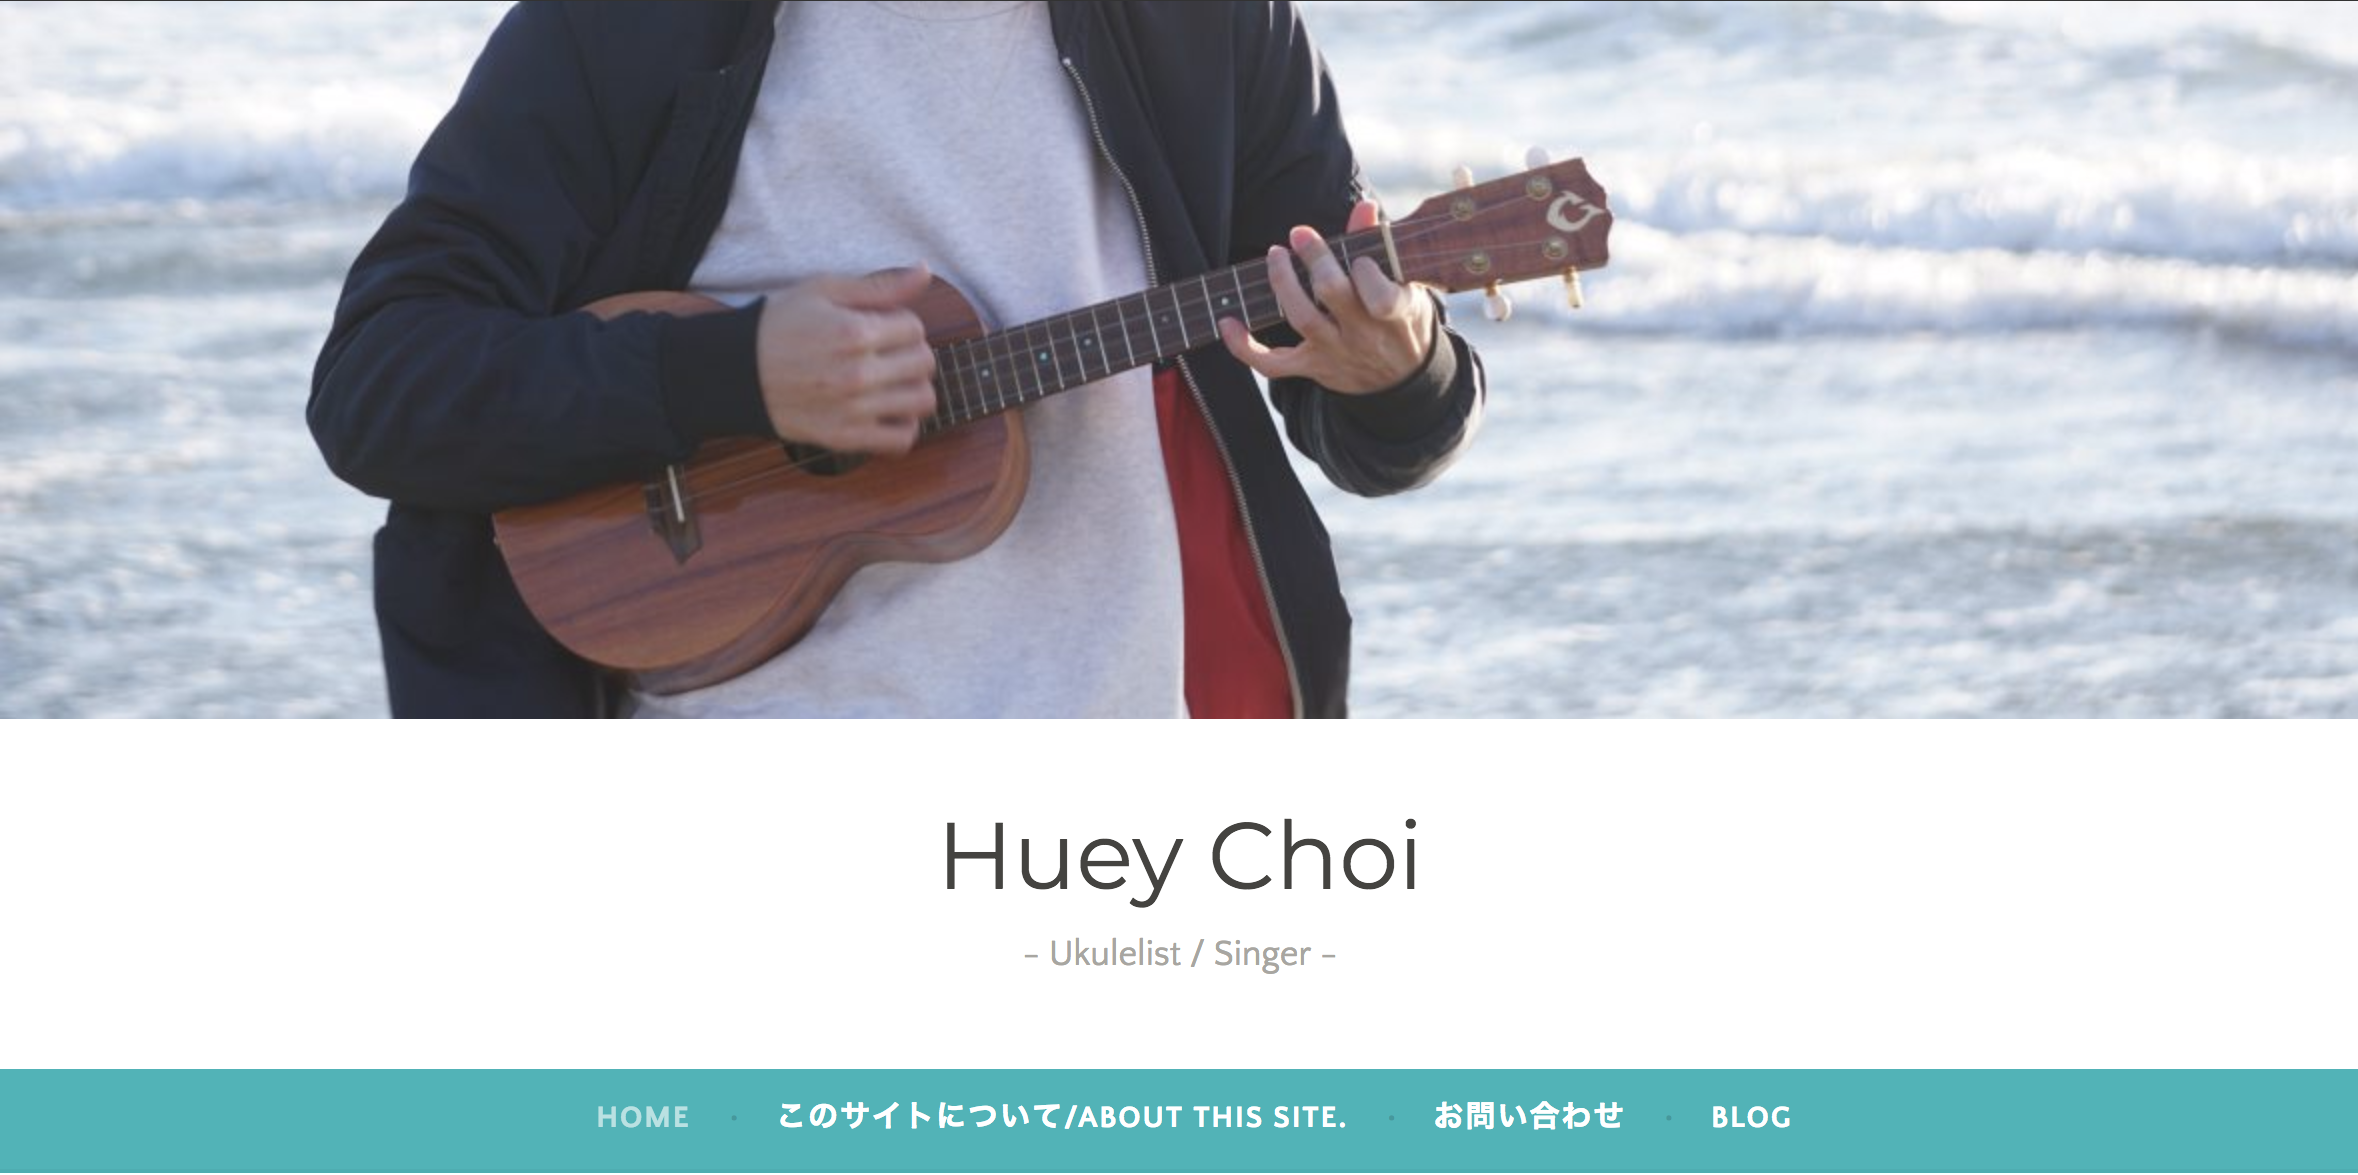 G
Huey Choi
– Ukulelist / Singer –
HOME · このサイトについて/ABOUT THIS SITE. · お問い合わせ · BLOG